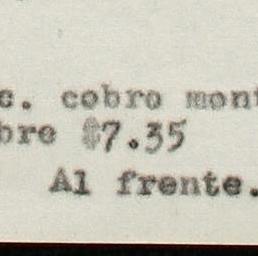 c. cobro mont
bre $7.35
Al frente.